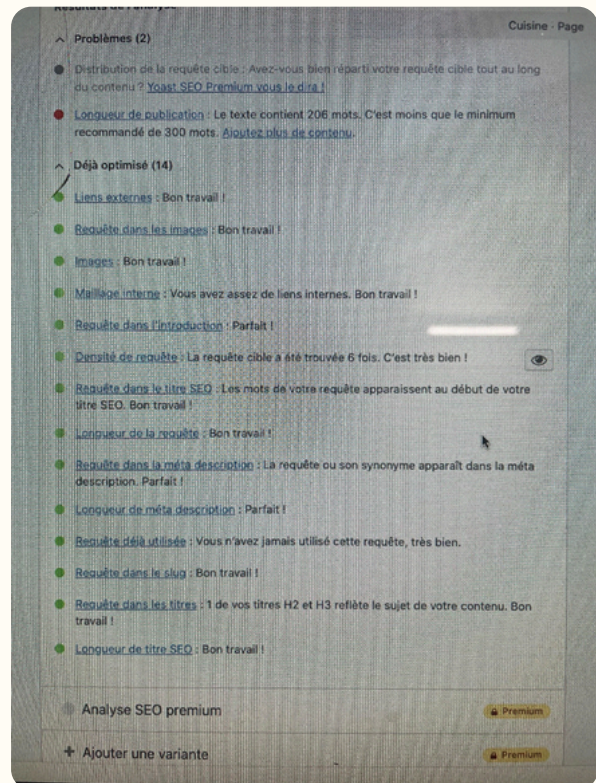 Résultats de l'analyse
Cuisine · Page
Problèmes (2)
Distribution de la requête cible : Avez-vous bien réparti votre requête cible tout au long
du contenu ? Yoast SEO Premium vous le dira !
Longueur de publication : Le texte contient 206 mots. C'est moins que le minimum
recommandé de 300 mots. Ajoutez plus de contenu.
Déjà optimisé (14)
Liens externes : Bon travail !
Requête dans les images : Bon travail !
Images : Bon travail !
Maillage interne : Vous avez assez de liens internes. Bon travail !
Requête dans l'introduction : Parfait !
Densité de requête : La requête cible a été trouvée 6 fois. C'est très bien !
Requête dans le titre SEO : Les mots de votre requête apparaissent au début de votre
titre SEO. Bon travail !
Longueur de la requête : Bon travail !
Requête dans la méta description : La requête ou son synonyme apparaît dans la méta
description. Parfait !
Longueur de méta description : Parfait !
Requête déjà utilisée : Vous n'avez jamais utilisé cette requête, très bien.
Requête dans le slug : Bon travail !
Requête dans les titres : 1 de vos titres H2 et H3 reflète le sujet de votre contenu. Bon
travail !
Longueur de titre SEO : Bon travail !
Analyse SEO premium
Premium
Ajouter une variante
Premium